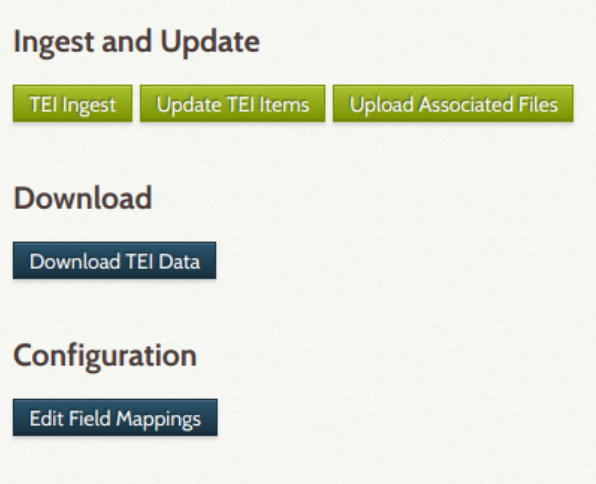 Ingest and Update
TEI Ingest Update TEI Items Upload Associated Files
Download
Download TEI Data
Configuration
Edit Field Mappings